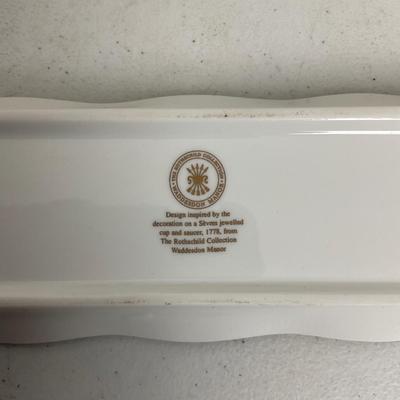 THE ROTHSCHILD COLLECTION
WADDESDON MANOR
Design inspired by the
decoration on a Sèvres jewelled
cup and saucer, 1778, from
The Rothschild Collection
Waddesdon Manor